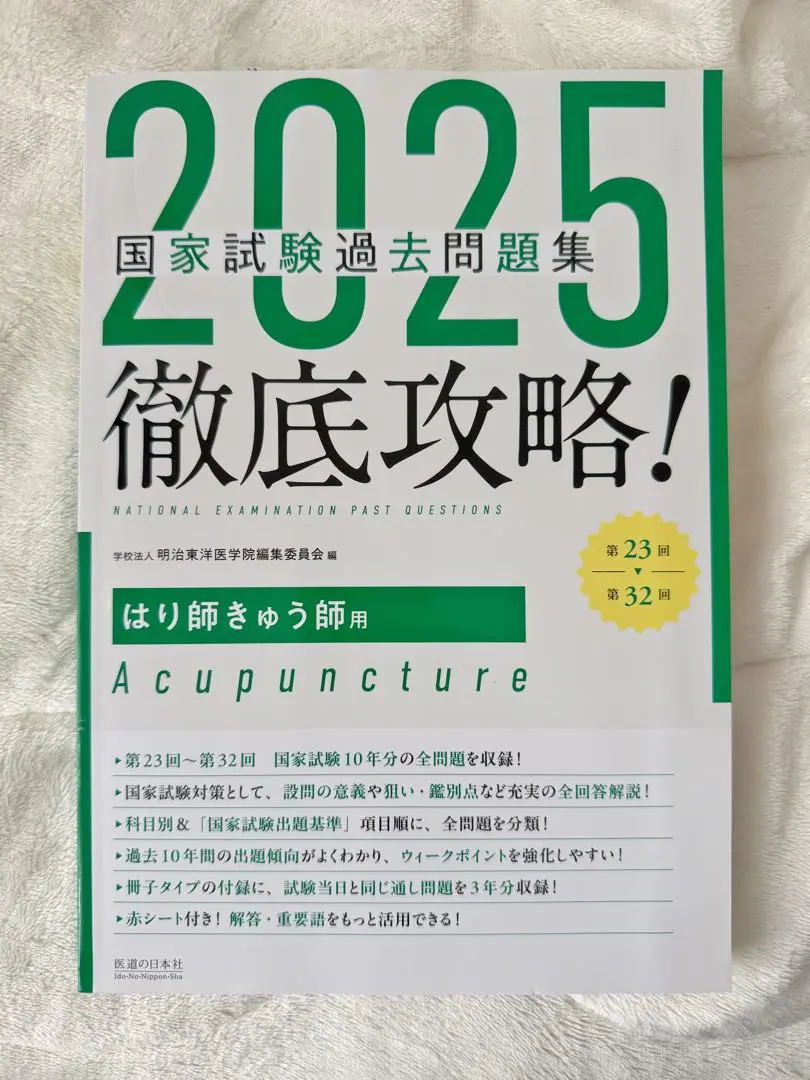 2025
国家試験過去問題集
徹底攻略!
NATIONAL EXAMINATION PAST QUESTIONS
学校法人 明治東洋医学院編集委員会 編
第23回
▼
第32回
はり師きゅう師用
Acupuncture
▶第23回～第32回 国家試験10年分の全問題を収録!
▶国家試験対策として、設問の意義や狙い・鑑別点など充実の全回答解説!
▶科目別&「国家試験出題基準」項目順に、全問題を分類!
▶過去10年間の出題傾向がよくわかり、ウィークポイントを強化しやすい!
▶冊子タイプの付録に、試験当日と同じ通し問題を3年分収録!
▶赤シート付き! 解答・重要語をもっと活用できる!
医道の日本社
Ido-No-Nippon-Sha